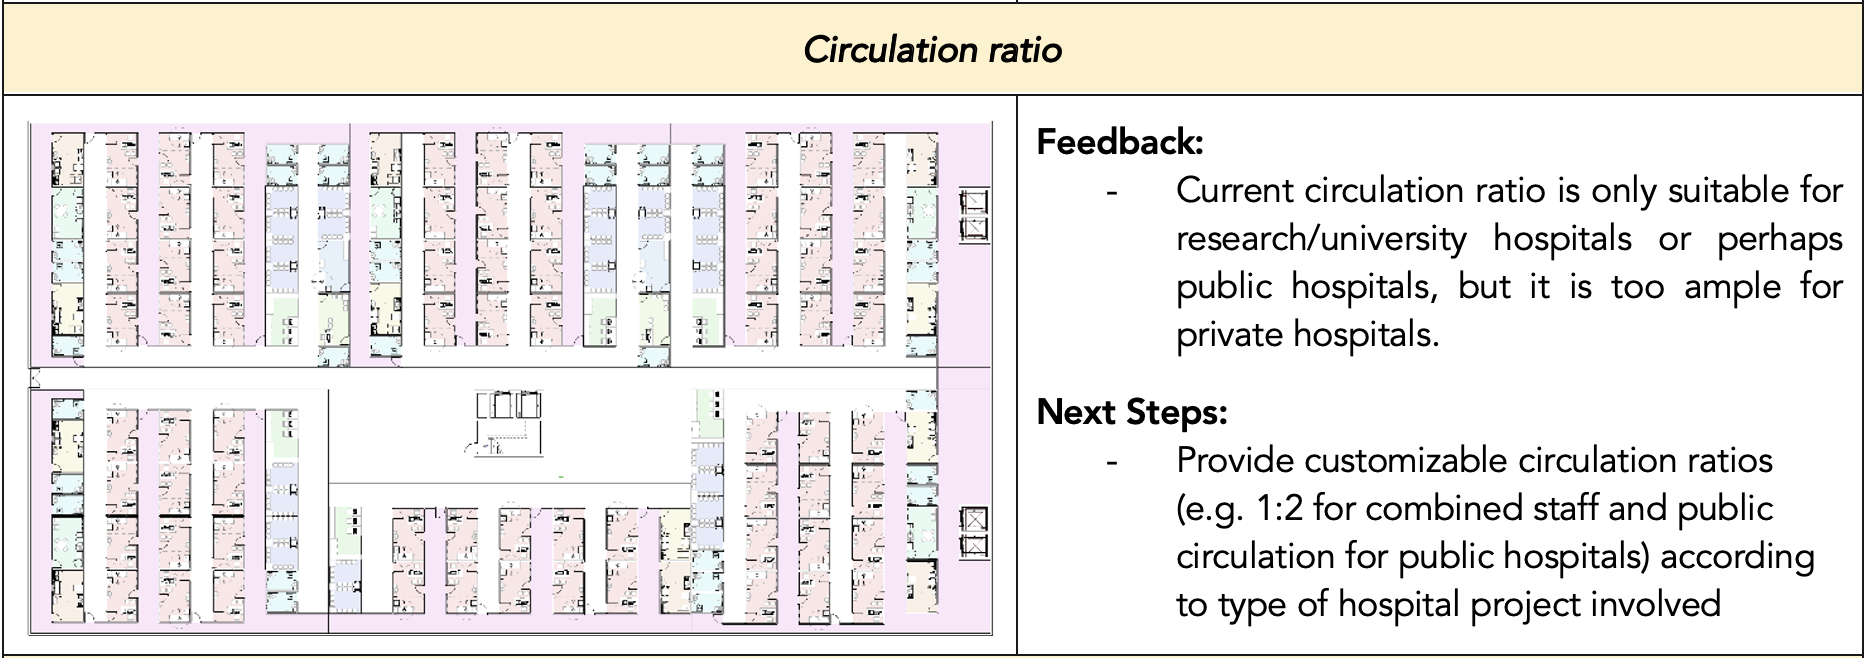 Circulation ratio
Feedback:
- Current circulation ratio is only suitable for
research/university hospitals or perhaps
public hospitals, but it is too ample for
private hospitals.
Next Steps:
- Provide customizable circulation ratios
(e.g. 1:2 for combined staff and public
circulation for public hospitals) according
to type of hospital project involved